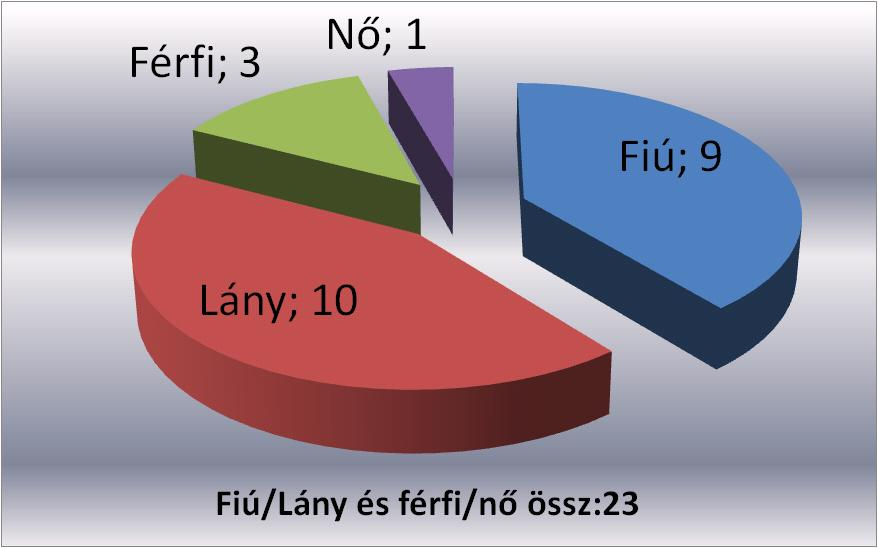 Nő; 1
Férfi; 3
Fiú; 9
Lány; 10
Fiú/Lány és férfi/nő össz:23